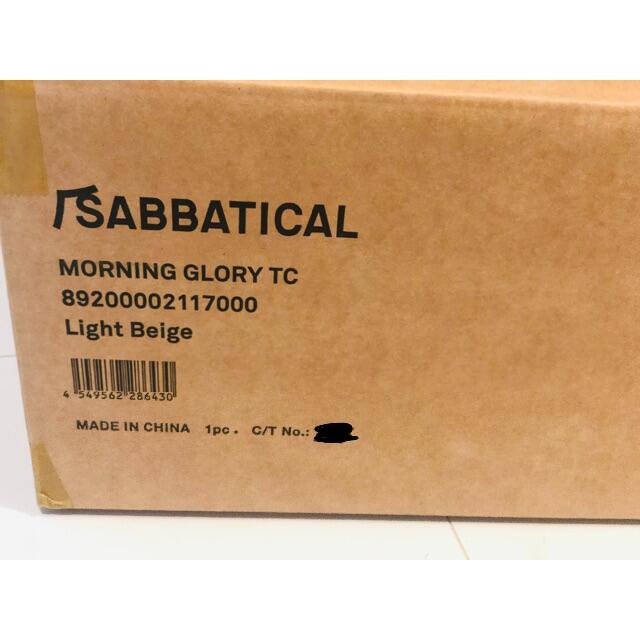 SABBATICAL
MORNING GLORY TC
89200002117000
Light Beige
4 549562 286430
MADE IN CHINA 1pc. C/T No.: